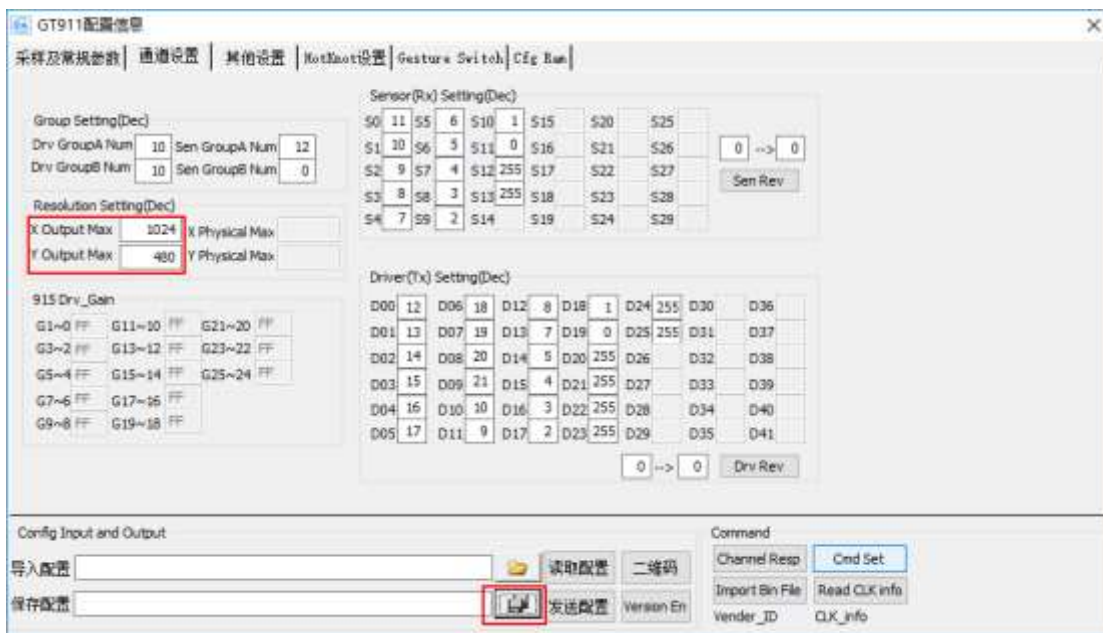 GT911配置信息
采样及常规参数 通道设置 其他设置 HotKnot设置 Gesture Switch Cfg Ram
Group Setting(Dec)
Drv GroupA Num 10 Sen GroupA Num 12
Drv GroupB Num 10 Sen GroupB Num 0
Resolution Setting(Dec)
X Output Max 1024 X Physical Max
Y Output Max 480 Y Physical Max
915 Drv_Gain
G1~0 FF G11~10 FF G21~20 FF
G3~2 FF G13~12 FF G23~22 FF
G5~4 FF G15~14 FF G25~24 FF
G7~6 FF G17~16 FF
G9~8 FF G19~18 FF
Sensor(Rx) Setting(Dec)
S0 11 S5 6 S10 1 S15 S20 S25
S1 10 S6 5 S11 0 S16 S21 S26
S2 9 S7 4 S12 255 S17 S22 S27
S3 8 S8 3 S13 255 S18 S23 S28
S4 7 S9 2 S14 S19 S24 S29
0 --> 0
Sen Rev
Driver(Tx) Setting(Dec)
D00 12 D06 18 D12 8 D18 1 D24 255 D30 D36
D01 13 D07 19 D13 7 D19 0 D25 255 D31 D37
D02 14 D08 20 D14 5 D20 255 D26 D32 D38
D03 15 D09 21 D15 4 D21 255 D27 D33 D39
D04 16 D10 10 D16 3 D22 255 D28 D34 D40
D05 17 D11 9 D17 2 D23 255 D29 D35 D41
0 --> 0 Drv Rev
Config Input and Output
导入配置 读取配置 二维码
保存配置 发送配置 Version En
Command
Channel Resp Cmd Set
Import Bin File Read CLK info
Vender_ID CLK_info